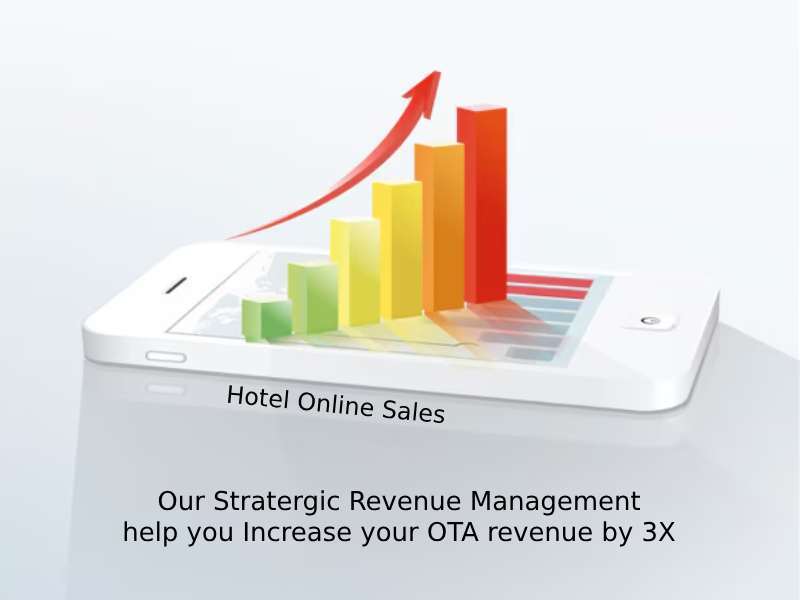 Hotel Online Sales
Our Stratergic Revenue Management
help you Increase your OTA revenue by 3X